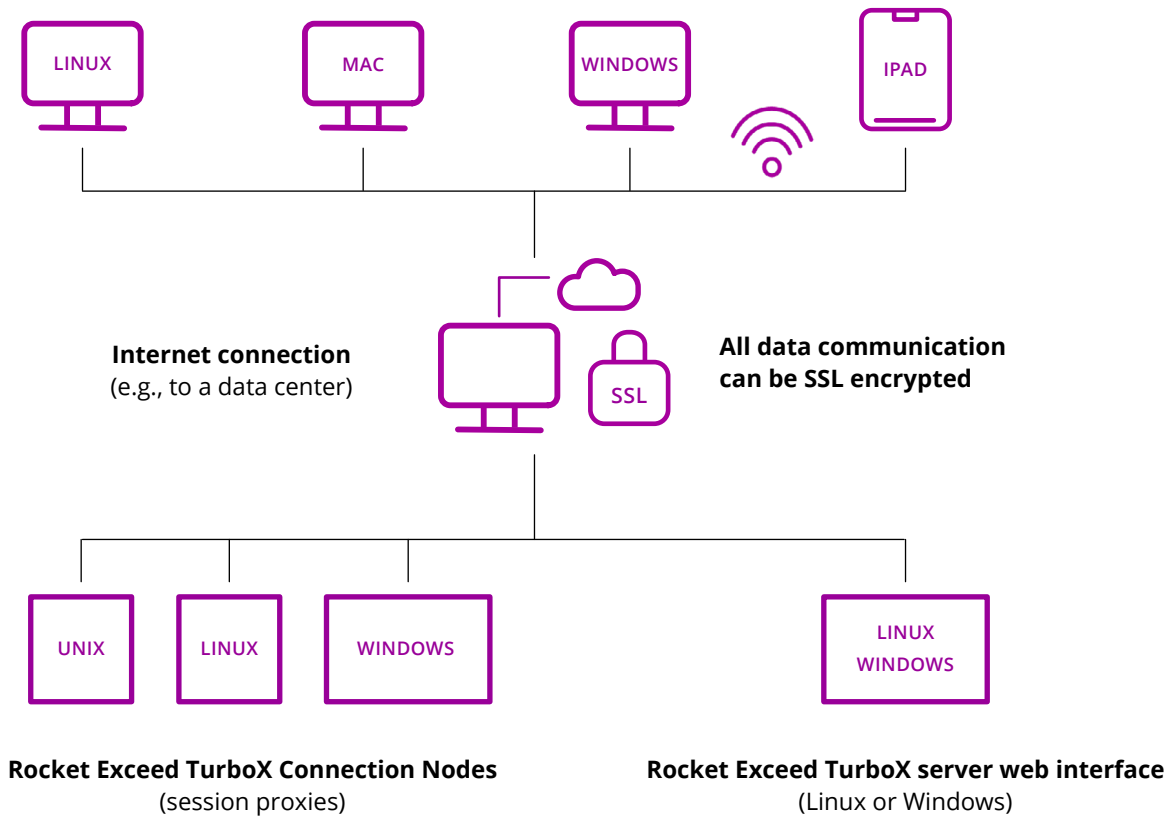 LINUX
MAC
WINDOWS
IPAD
Internet connection
(e.g., to a data center)
All data communication
can be SSL encrypted
SSL
UNIX
LINUX
WINDOWS
LINUX
WINDOWS
Rocket Exceed TurboX Connection Nodes
(session proxies)
Rocket Exceed TurboX server web interface
(Linux or Windows)